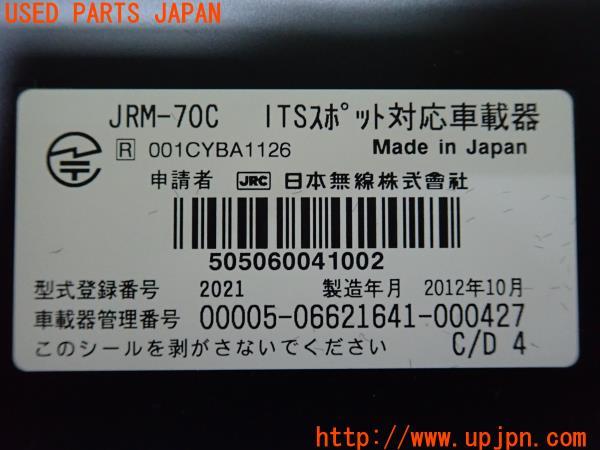 USED PARTS JAPAN
JRM-70C ITSスポット対応車載器
R 001CYBA1126 Made in Japan
申請者 JRC 日本無線株式會社
505060041002
型式登録番号 2021 製造年月 2012年10月
車載器管理番号 00005-06621641-000427
このシールを剥がさないでください C/D 4
http://www.upjpn.com